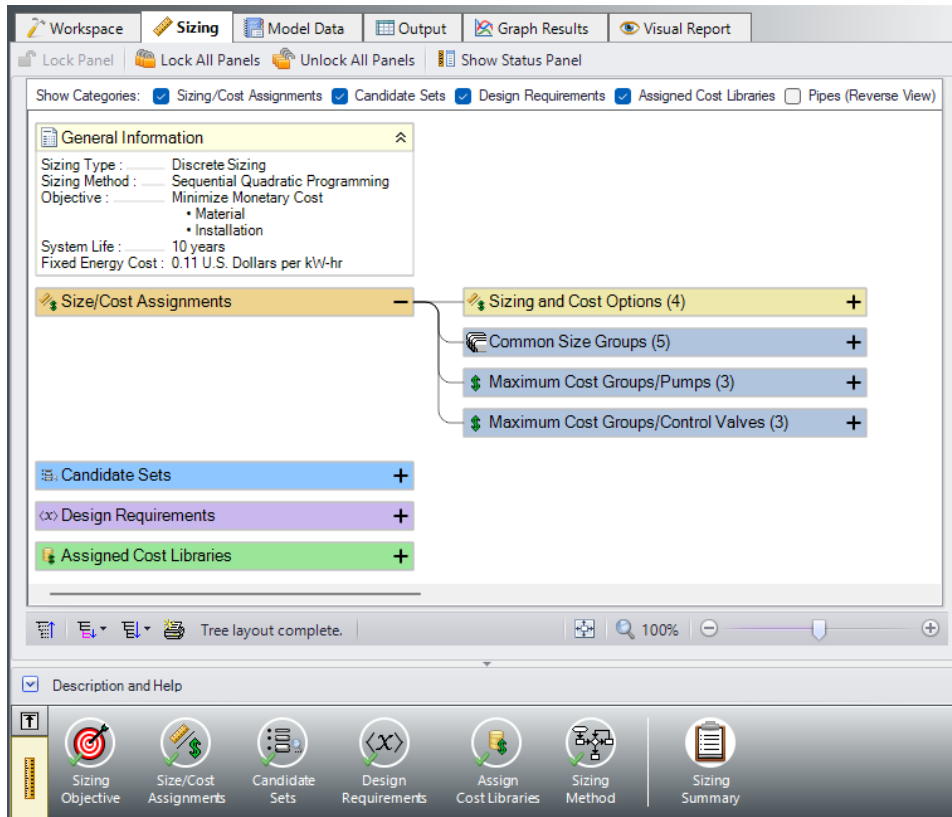 Workspace Sizing Model Data Output Graph Results Visual Report
Lock Panel Lock All Panels Unlock All Panels Show Status Panel
Show Categories: Sizing/Cost Assignments Candidate Sets Design Requirements Assigned Cost Libraries Pipes (Reverse View)
General Information
Sizing Type : Discrete Sizing
Sizing Method : Sequential Quadratic Programming
Objective : Minimize Monetary Cost
• Material
• Installation
System Life : 10 years
Fixed Energy Cost : 0.11 U.S. Dollars per kW-hr
Size/Cost Assignments
Sizing and Cost Options (4)
Common Size Groups (5)
Maximum Cost Groups/Pumps (3)
Maximum Cost Groups/Control Valves (3)
Candidate Sets
Design Requirements
Assigned Cost Libraries
Tree layout complete. 100%
Description and Help
Sizing Objective
Size/Cost Assignments
Candidate Sets
Design Requirements
Assign Cost Libraries
Sizing Method
Sizing Summary